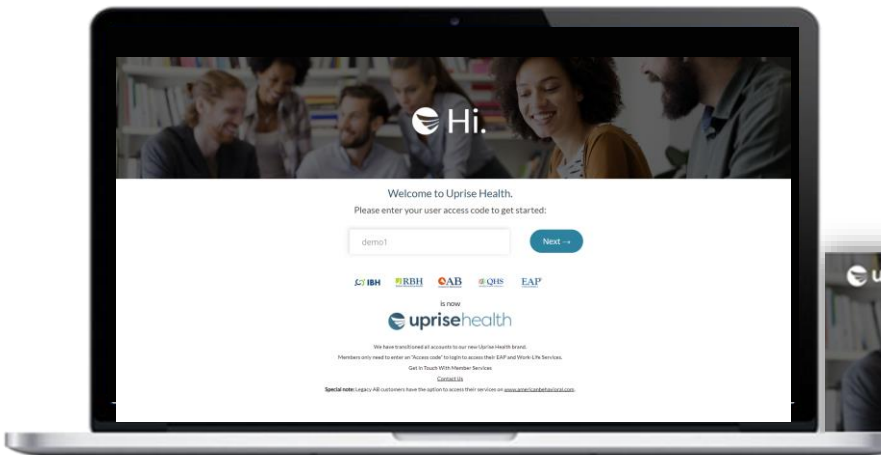 Hi.
Welcome to Uprise Health.
Please enter your user access code to get started:
demo1
Next →
IBH RBH AB QHS EAP
is now
uprisehealth
We have transitioned all accounts to our new Uprise Health brand.
Members only need to enter an "Access code" to login to access their EAP and Work-Life Services.
Get in Touch With Member Services
Contact Us
Special note: Legacy AB customers have the option to access their services on www.americanbehavioral.com.
u